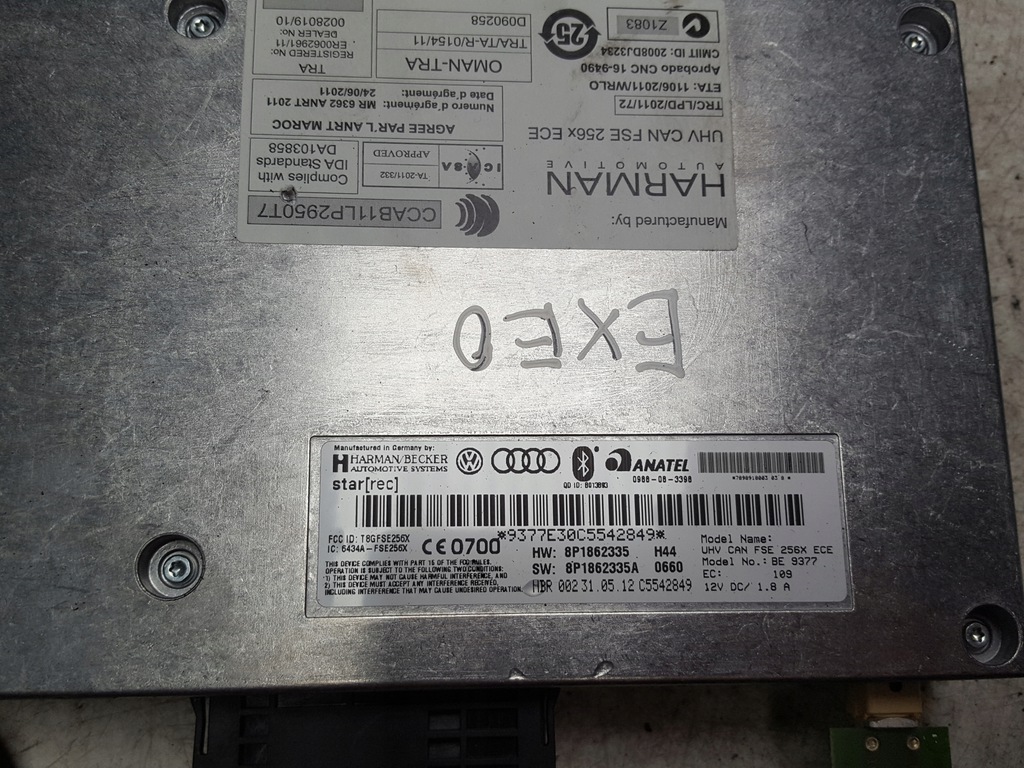 Manufactured by:
HARMAN
AUTOMOTIVE
UHV CAN FSE 256x ECE
TRC/LPD/2011/72
ETA: 1106/2011/WRLO
Aprobado CNC 16-9490
CMIIT ID: 2008DJ3234
Z1083
25
CCAB11LP2950T7
ICASA
TA-2011/332
APPROVED
Complies with
IDA Standards
DA103858
AGREE PAR L'ANRT MAROC
Numero d'agrément: MR 6362 ANRT 2011
Date d'agrément: 24/06/2011
OMAN-TRA
TRA/TA-R/0154/11
D090258
TRA
REGISTERED No:
ER0062961/11
DEALER No:
0028019/10
EXEO
Manufactured in Germany by:
HARMAN/BECKER
AUTOMOTIVE SYSTEMS
star[rec]
QD ID: B013893
ANATEL
0988-08-3398
*9377E30C5542849*
FCC ID: T8GFSE256X
IC: 6434A-FSE256X
CE 0700
THIS DEVICE COMPLIES WITH PART 15 OF THE FCC RULES.
OPERATION IS SUBJECT TO THE FOLLOWING TWO CONDITIONS:
1) THIS DEVICE MAY NOT CAUSE HARMFUL INTERFERENCE, AND
2) THIS DEVICE MUST ACCEPT ANY INTERFERENCE RECEIVED,
INCLUDING INTERFERENCE THAT MAY CAUSE UNDESIRED OPERATION.
HW: 8P1862335 H44
SW: 8P1862335A 0660
HBR 002 31.05.12 C5542849
Model Name:
UHV CAN FSE 256X ECE
Model No.: BE 9377
EC: 109
12V DC/ 1.8 A